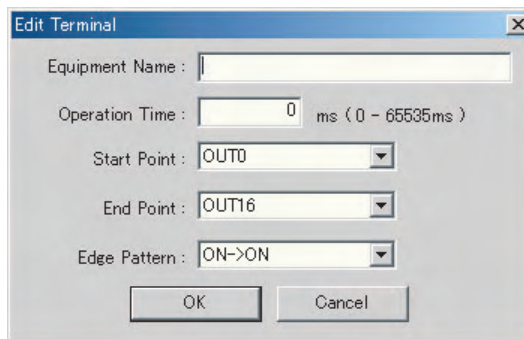 Edit Terminal
Equipment Name :
Operation Time : 0 ms ( 0 - 65535ms )
Start Point : OUT0
End Point : OUT16
Edge Pattern : ON->ON
OK Cancel